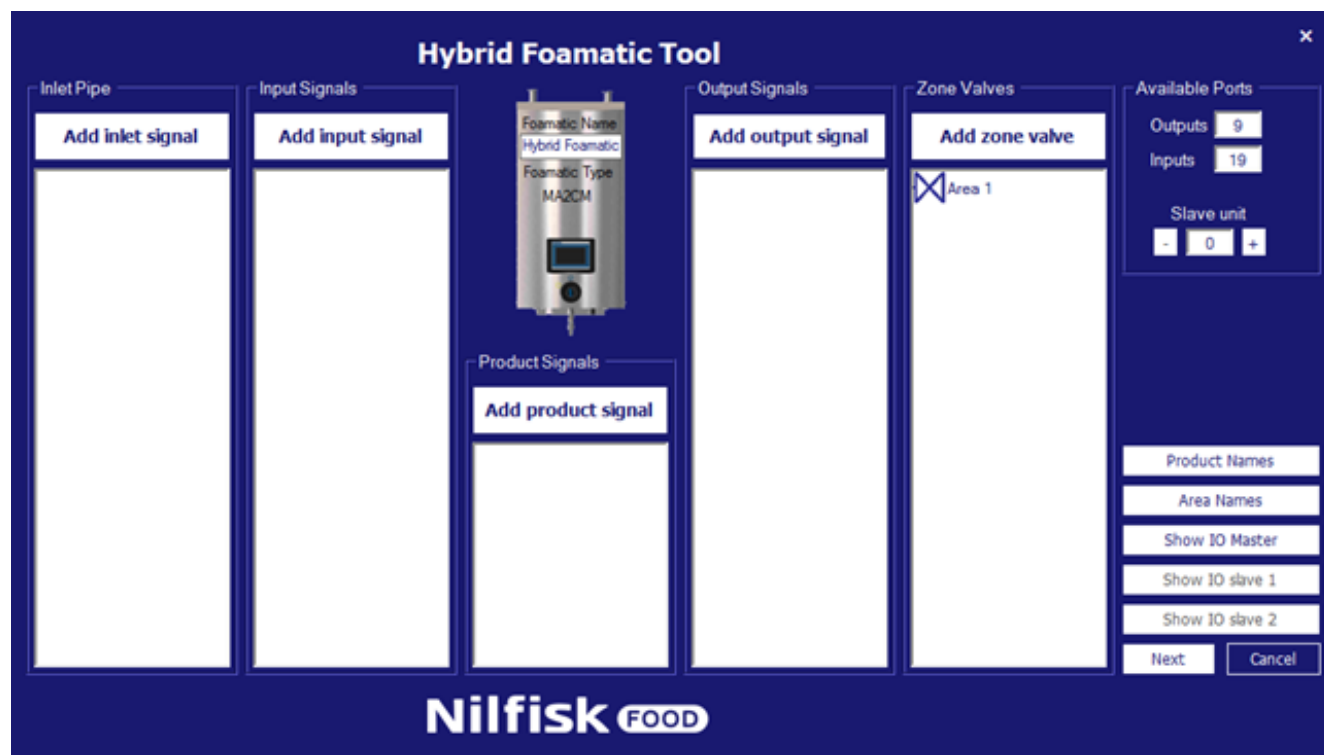 ×
Hybrid Foamatic Tool
Inlet Pipe
Add inlet signal
Input Signals
Add input signal
Foamatic Name
Hybrid Foamatic
Foamatic Type
MA2CM
Product Signals
Add product signal
Output Signals
Add output signal
Zone Valves
Add zone valve
Area 1
Available Ports
Outputs 9
Inputs 19
Slave unit
- 0 +
Product Names
Area Names
Show IO Master
Show IO slave 1
Show IO slave 2
Next Cancel
Nilfisk FOOD